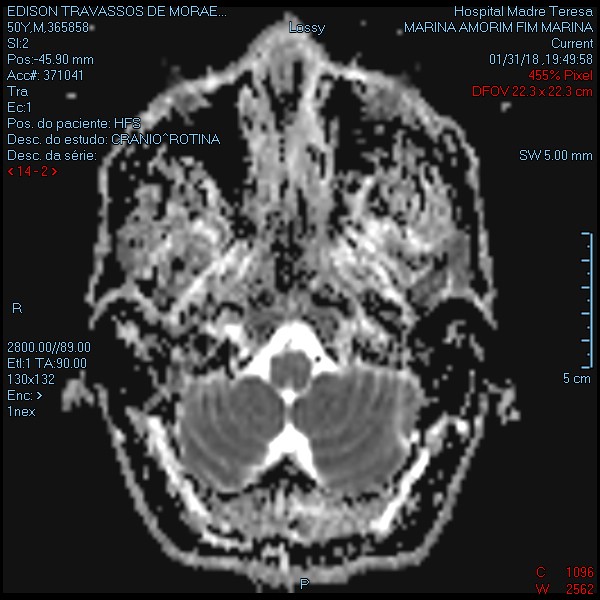 EDISON TRAVASSOS DE MORAE...
50Y,M,365858
Sl:2
Pos:-45.90 mm
Acc#: 371041
Tra
Ec:1
Pos. do paciente: HFS
Desc. do estudo: CRANIO^ROTINA
Desc. da série:
< 14 - 2 >
Lossy
Hospital Madre Teresa
MARINA AMORIM FIM MARINA
Current
01/31/18 ,19:49:58
455% Pixel
DFOV 22.3 x 22.3 cm
SW 5.00 mm
R
2800.00//89.00
Etl:1 TA:90.00
130x132
Enc: >
1nex
5 cm
P
C 1096
W 2562